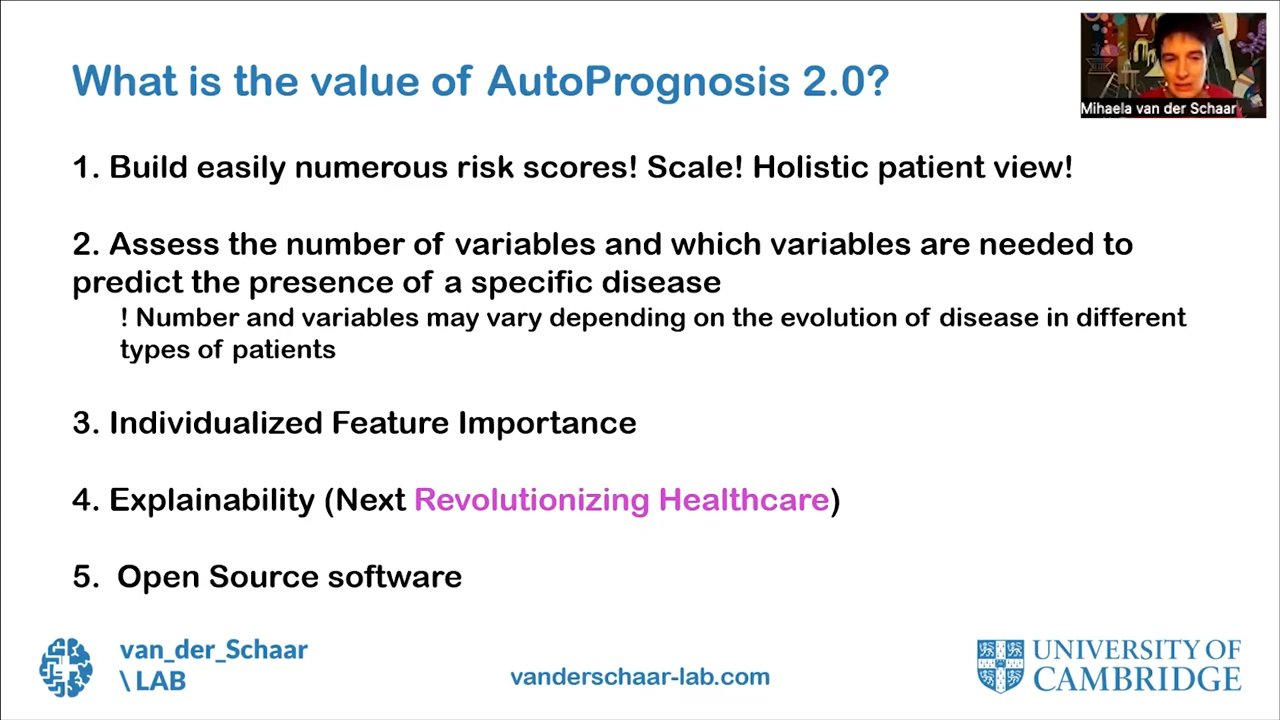 What is the value of AutoPrognosis 2.0?
Mihaela van der Schaar
1. Build easily numerous risk scores! Scale! Holistic patient view!
2. Assess the number of variables and which variables are needed to
predict the presence of a specific disease
! Number and variables may vary depending on the evolution of disease in different
types of patients
3. Individualized Feature Importance
4. Explainability (Next Revolutionizing Healthcare)
5. Open Source software
van_der_Schaar
\ LAB
vanderschaar-lab.com
UNIVERSITY OF
CAMBRIDGE